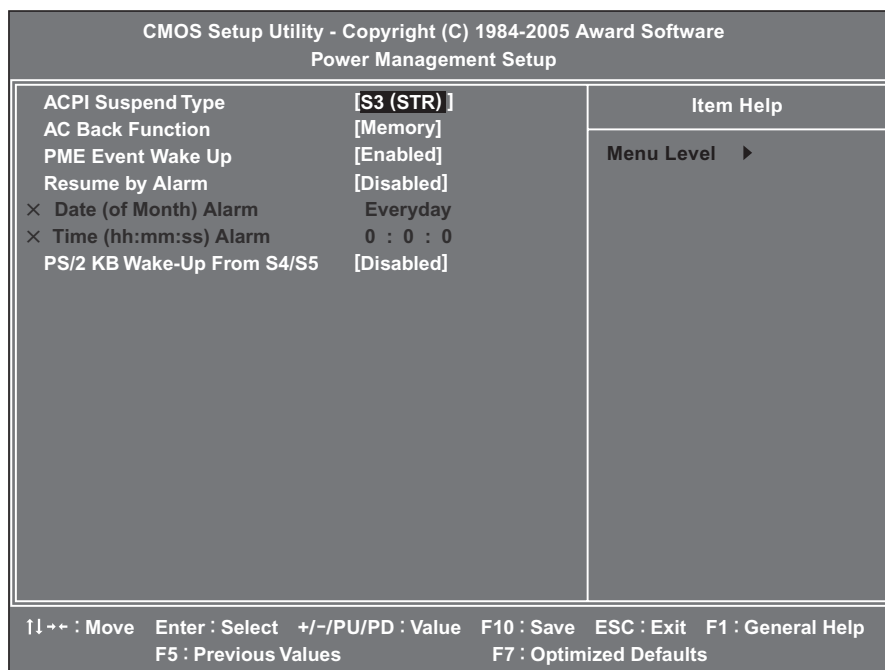 CMOS Setup Utility - Copyright (C) 1984-2005 Award Software
Power Management Setup
ACPI Suspend Type [S3 (STR) ]
AC Back Function [Memory]
PME Event Wake Up [Enabled]
Resume by Alarm [Disabled]
× Date (of Month) Alarm Everyday
× Time (hh:mm:ss) Alarm 0 : 0 : 0
PS/2 KB Wake-Up From S4/S5 [Disabled]
Item Help
Menu Level ▶
↑↓→← : Move Enter : Select +/-/PU/PD : Value F10 : Save ESC : Exit F1 : General Help
F5 : Previous Values F7 : Optimized Defaults